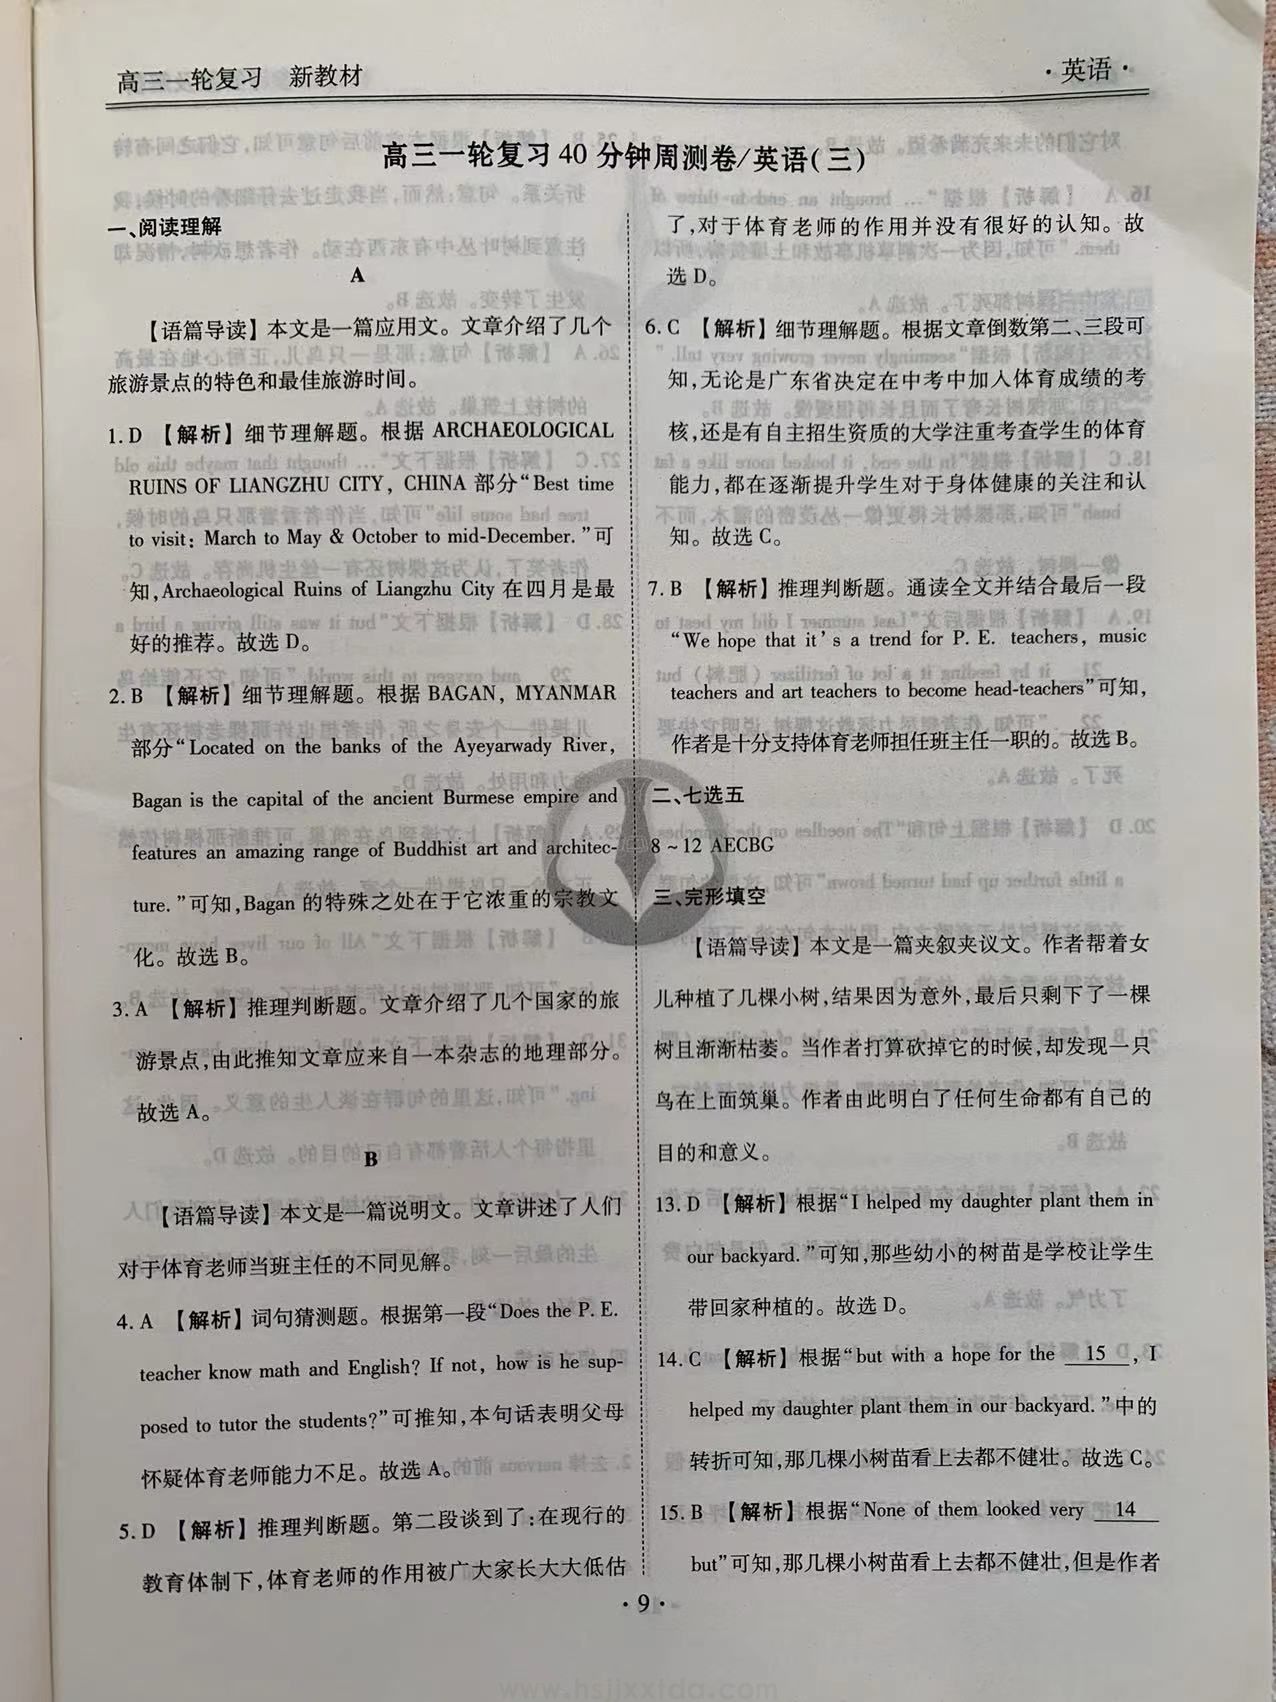 高三一轮复习 新教材
·英语·
高三一轮复习40分钟周测卷/英语(三)
一、阅读理解
A
【语篇导读】本文是一篇应用文。文章介绍了几个
旅游景点的特色和最佳旅游时间。
1. D 【解析】细节理解题。根据 ARCHAEOLOGICAL
RUINS OF LIANGZHU CITY, CHINA 部分“Best time
to visit: March to May & October to mid-December.”可
知,Archaeological Ruins of Liangzhu City 在四月是最
好的推荐。故选D。
2. B 【解析】细节理解题。根据 BAGAN, MYANMAR
部分“Located on the banks of the Ayeyarwady River,
Bagan is the capital of the ancient Burmese empire and
features an amazing range of Buddhist art and architec-
ture.”可知,Bagan 的特殊之处在于它浓重的宗教文
化。故选B。
3. A 【解析】推理判断题。文章介绍了几个国家的旅
游景点,由此推知文章应来自一本杂志的地理部分。
故选A。
B
【语篇导读】本文是一篇说明文。文章讲述了人们
对于体育老师当班主任的不同见解。
4. A 【解析】词句猜测题。根据第一段“Does the P. E.
teacher know math and English? If not, how is he sup-
posed to tutor the students?”可推知,本句话表明父母
怀疑体育老师能力不足。故选A。
5. D 【解析】推理判断题。第二段谈到了:在现行的
教育体制下,体育老师的作用被广大家长大大低估
了,对于体育老师的作用并没有很好的认知。故
选D。
6. C 【解析】细节理解题。根据文章倒数第二、三段可
知,无论是广东省决定在中考中加入体育成绩的考
核,还是有自主招生资质的大学注重考查学生的体育
能力,都在逐渐提升学生对于身体健康的关注和认
知。故选C。
7. B 【解析】推理判断题。通读全文并结合最后一段
“We hope that it’s a trend for P. E. teachers, music
teachers and art teachers to become head-teachers”可知,
作者是十分支持体育老师担任班主任一职的。故选B。
二、七选五
8~12 AECBG
三、完形填空
【语篇导读】本文是一篇夹叙夹议文。作者帮着女
儿种植了几棵小树,结果因为意外,最后只剩下了一棵
树且渐渐枯萎。当作者打算砍掉它的时候,却发现一只
鸟在上面筑巢。作者由此明白了任何生命都有自己的
目的和意义。
13. D 【解析】根据“I helped my daughter plant them in
our backyard.”可知,那些幼小的树苗是学校让学生
带回家种植的。故选D。
14. C 【解析】根据“but with a hope for the 15, I
helped my daughter plant them in our backyard.”中的
转折可知,那几棵小树苗看上去都不健壮。故选C。
15. B 【解析】根据“None of them looked very 14
but”可知,那几棵小树苗看上去都不健壮,但是作者
·9·
www.hsjjxxjda.com